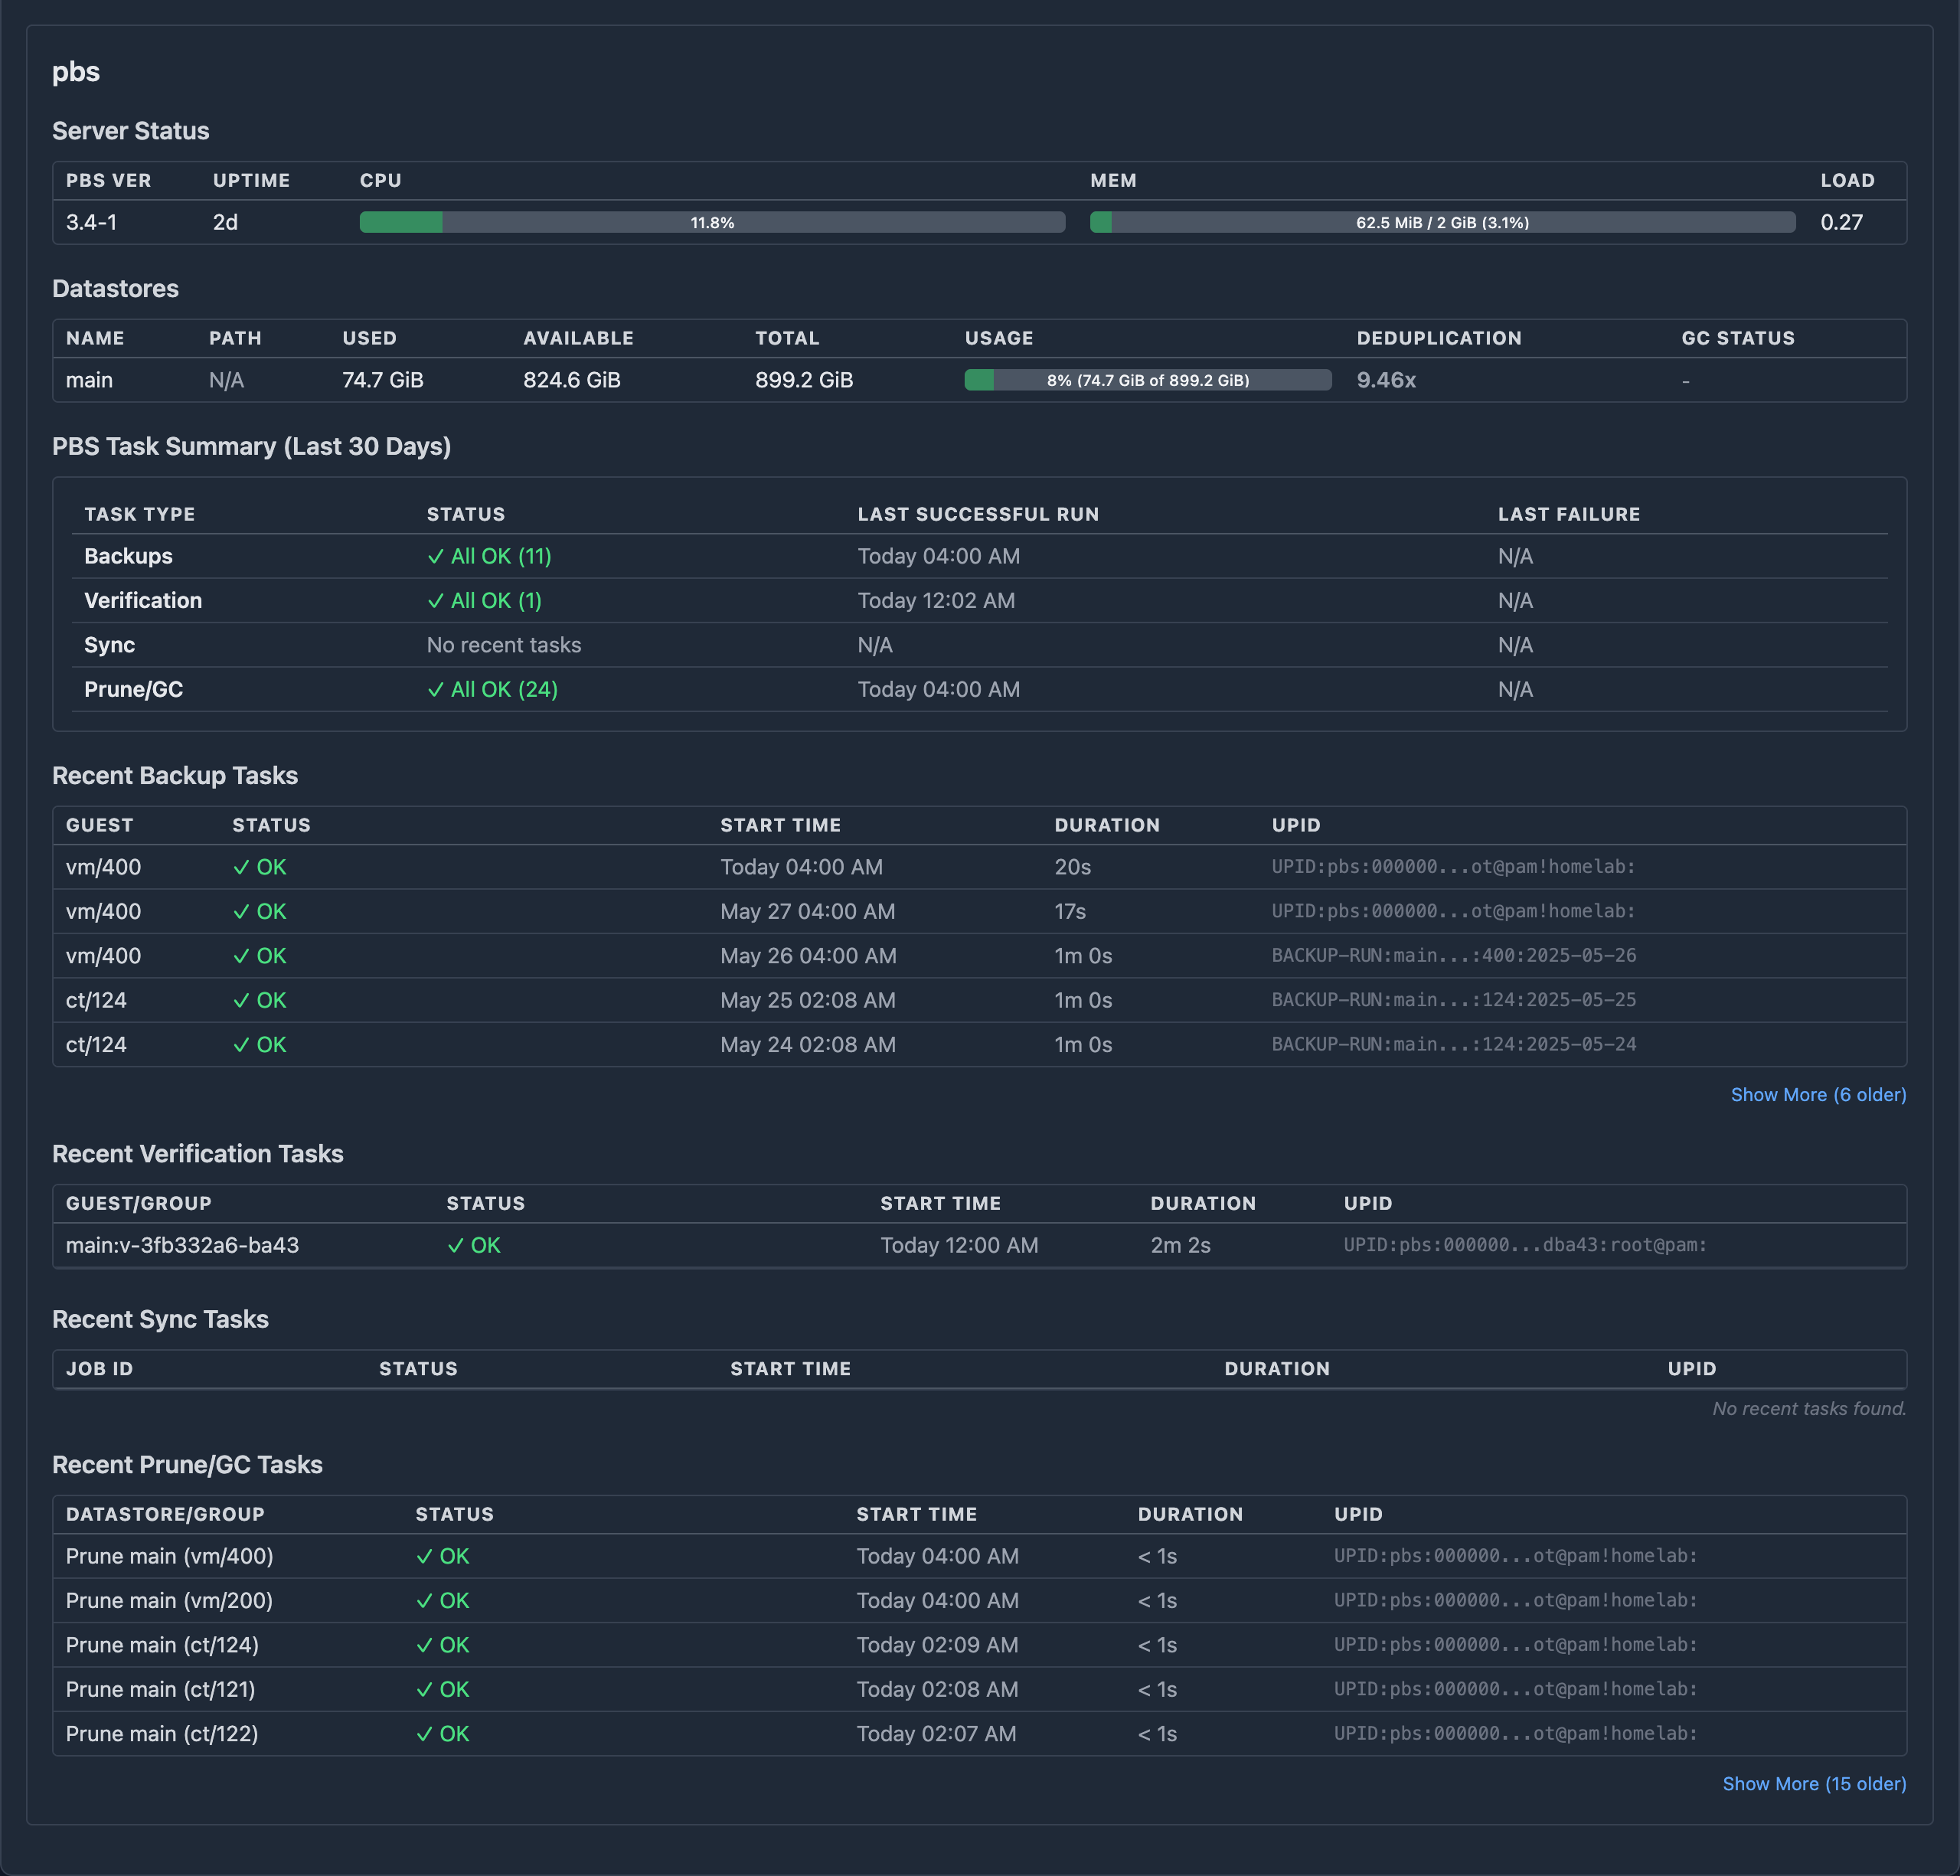 pbs
Server Status
PBS VER UPTIME CPU MEM LOAD
3.4-1 2d 11.8% 62.5 MiB / 2 GiB (3.1%) 0.27
Datastores
NAME PATH USED AVAILABLE TOTAL USAGE DEDUPLICATION GC STATUS
main N/A 74.7 GiB 824.6 GiB 899.2 GiB 8% (74.7 GiB of 899.2 GiB) 9.46x -
PBS Task Summary (Last 30 Days)
TASK TYPE STATUS LAST SUCCESSFUL RUN LAST FAILURE
Backups ✓ All OK (11) Today 04:00 AM N/A
Verification ✓ All OK (1) Today 12:02 AM N/A
Sync No recent tasks N/A N/A
Prune/GC ✓ All OK (24) Today 04:00 AM N/A
Recent Backup Tasks
GUEST STATUS START TIME DURATION UPID
vm/400 ✓ OK Today 04:00 AM 20s UPID:pbs:000000...ot@pam!homelab:
vm/400 ✓ OK May 27 04:00 AM 17s UPID:pbs:000000...ot@pam!homelab:
vm/400 ✓ OK May 26 04:00 AM 1m 0s BACKUP-RUN:main...:400:2025-05-26
ct/124 ✓ OK May 25 02:08 AM 1m 0s BACKUP-RUN:main...:124:2025-05-25
ct/124 ✓ OK May 24 02:08 AM 1m 0s BACKUP-RUN:main...:124:2025-05-24
Show More (6 older)
Recent Verification Tasks
GUEST/GROUP STATUS START TIME DURATION UPID
main:v-3fb332a6-ba43 ✓ OK Today 12:00 AM 2m 2s UPID:pbs:000000...dba43:root@pam:
Recent Sync Tasks
JOB ID STATUS START TIME DURATION UPID
No recent tasks found.
Recent Prune/GC Tasks
DATASTORE/GROUP STATUS START TIME DURATION UPID
Prune main (vm/400) ✓ OK Today 04:00 AM < 1s UPID:pbs:000000...ot@pam!homelab:
Prune main (vm/200) ✓ OK Today 04:00 AM < 1s UPID:pbs:000000...ot@pam!homelab:
Prune main (ct/124) ✓ OK Today 02:09 AM < 1s UPID:pbs:000000...ot@pam!homelab:
Prune main (ct/121) ✓ OK Today 02:08 AM < 1s UPID:pbs:000000...ot@pam!homelab:
Prune main (ct/122) ✓ OK Today 02:07 AM < 1s UPID:pbs:000000...ot@pam!homelab:
Show More (15 older)